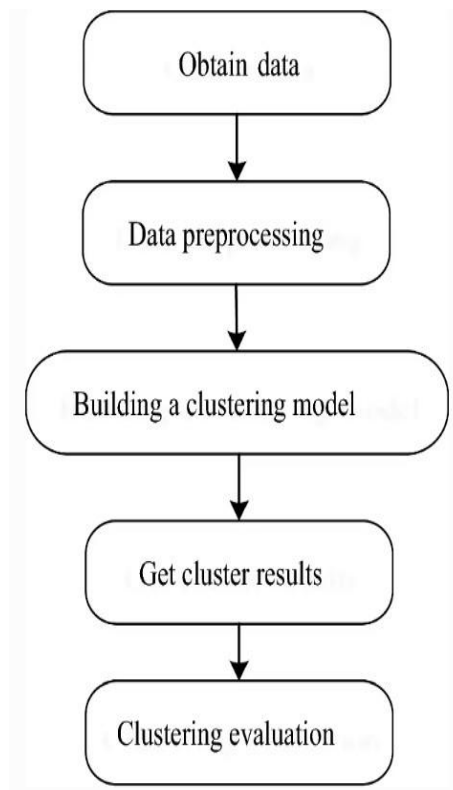 Obtain data
Data preprocessing
Building a clustering model
Get cluster results
Clustering evaluation